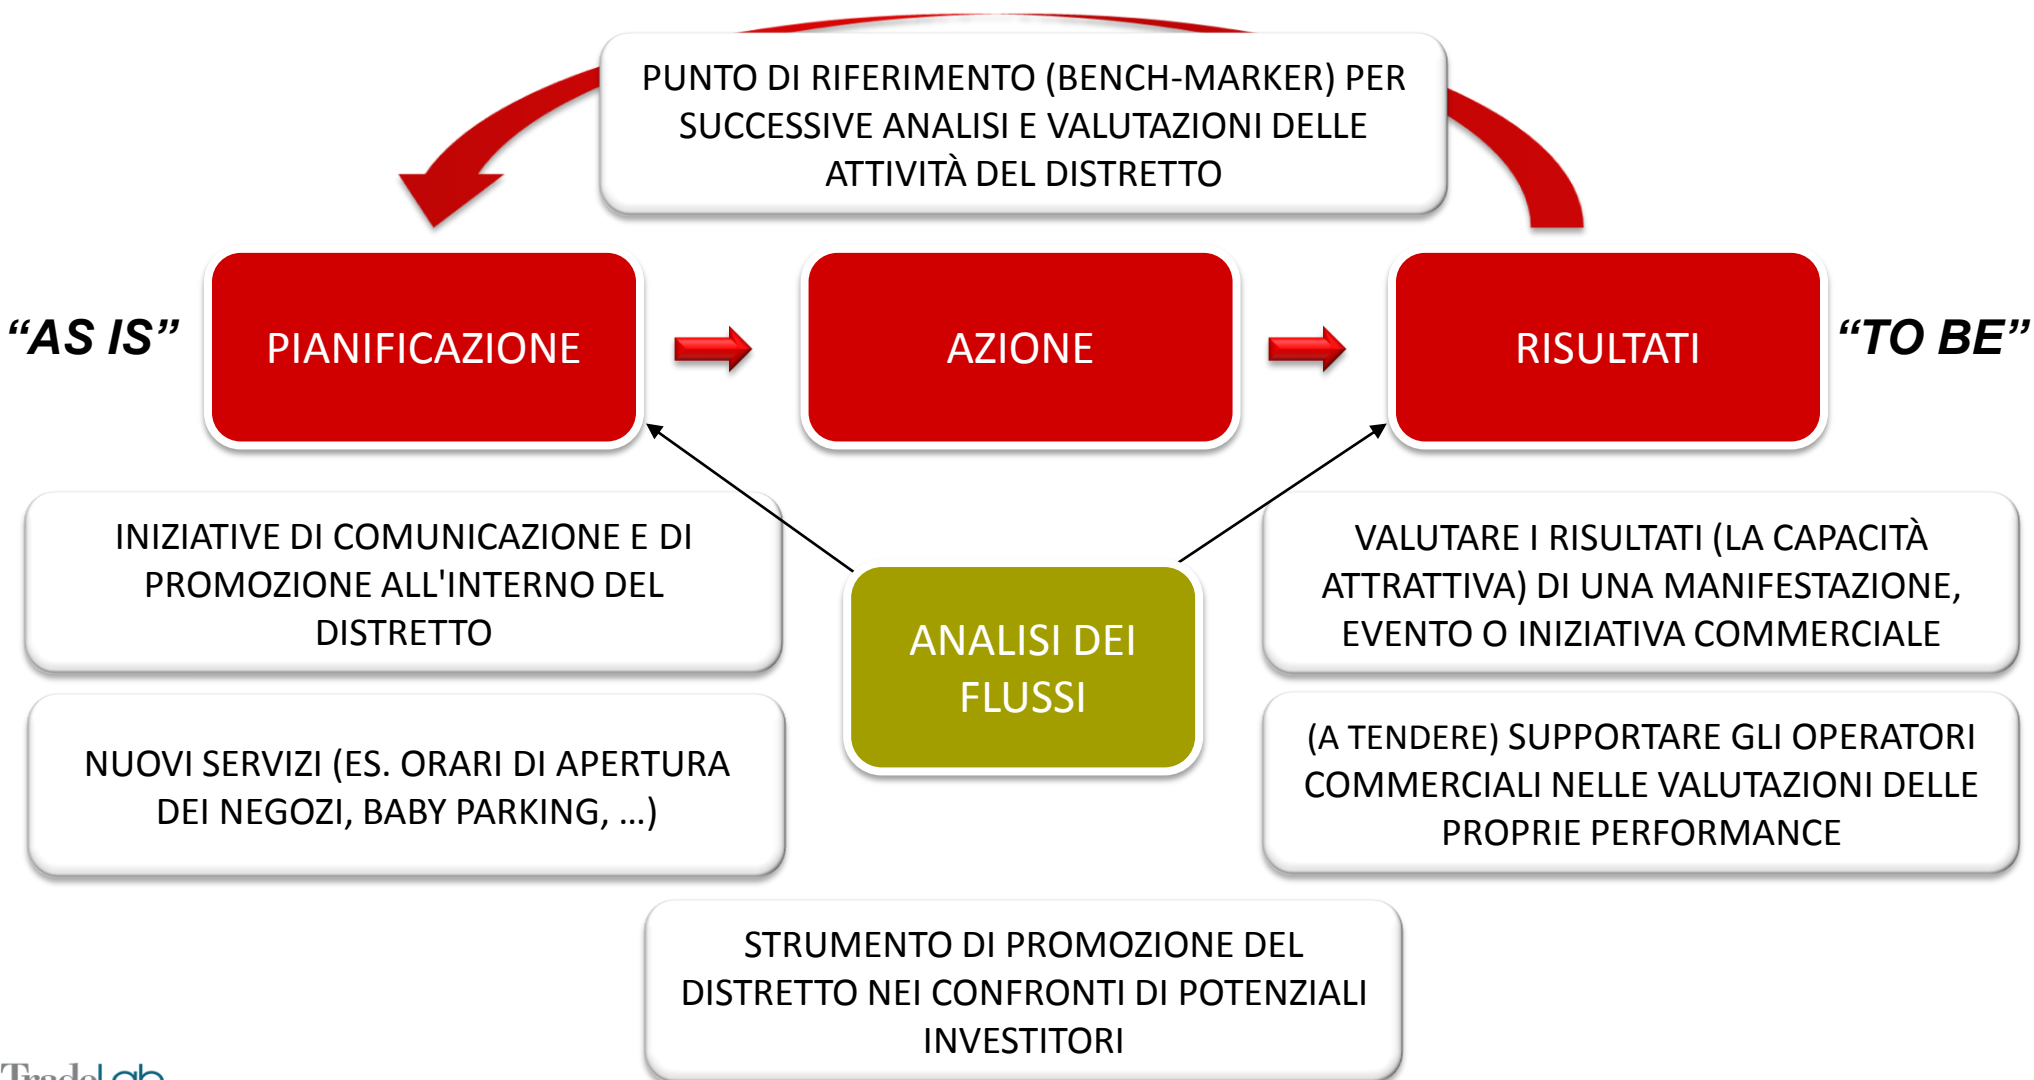 PUNTO DI RIFERIMENTO (BENCH-MARKER) PER
SUCCESSIVE ANALISI E VALUTAZIONI DELLE
ATTIVITÀ DEL DISTRETTO
“AS IS”
PIANIFICAZIONE
AZIONE
RISULTATI
“TO BE”
INIZIATIVE DI COMUNICAZIONE E DI
PROMOZIONE ALL'INTERNO DEL
DISTRETTO
NUOVI SERVIZI (ES. ORARI DI APERTURA
DEI NEGOZI, BABY PARKING, ...)
ANALISI DEI
FLUSSI
VALUTARE I RISULTATI (LA CAPACITÀ
ATTRATTIVA) DI UNA MANIFESTAZIONE,
EVENTO O INIZIATIVA COMMERCIALE
(A TENDERE) SUPPORTARE GLI OPERATORI
COMMERCIALI NELLE VALUTAZIONI DELLE
PROPRIE PERFORMANCE
STRUMENTO DI PROMOZIONE DEL
DISTRETTO NEI CONFRONTI DI POTENZIALI
INVESTITORI
TradeLab